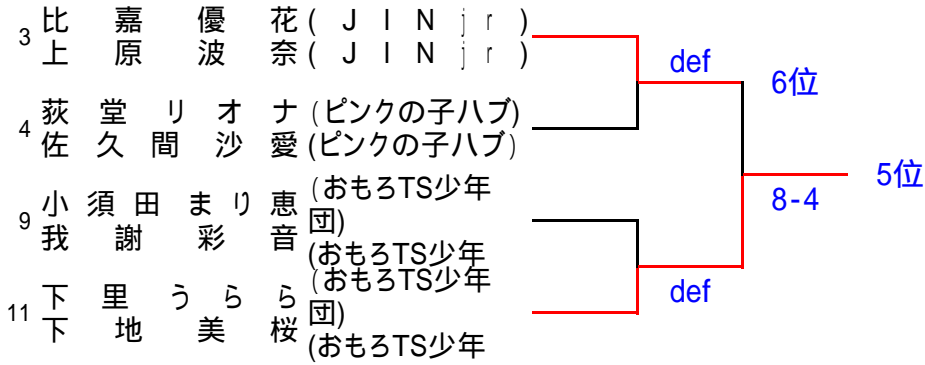 3 比嘉優花(JINjr)
上原波奈(JINjr)
def
6位
4 荻堂リオナ(ピンクの子ハブ)
佐久間沙愛(ピンクの子ハブ)
5位
8-4
9 小須田まり恵(おもろTS少年団)
我謝彩音(おもろTS少年
def
11 下里うらら(おもろTS少年団)
下地美桜(おもろTS少年